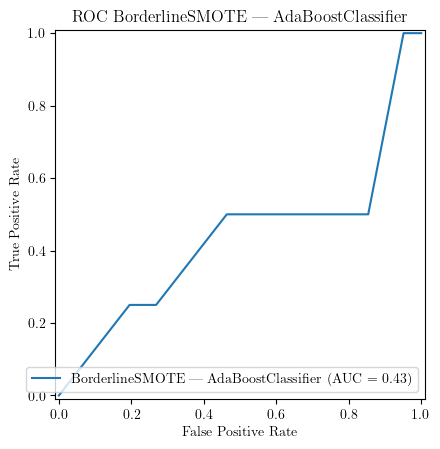 ROC BorderlineSMOTE — AdaBoostClassifier
True Positive Rate
1.0
0.8
0.6
0.4
0.2
0.0
BorderlineSMOTE — AdaBoostClassifier (AUC = 0.43)
0.0 0.2 0.4 0.6 0.8 1.0
False Positive Rate